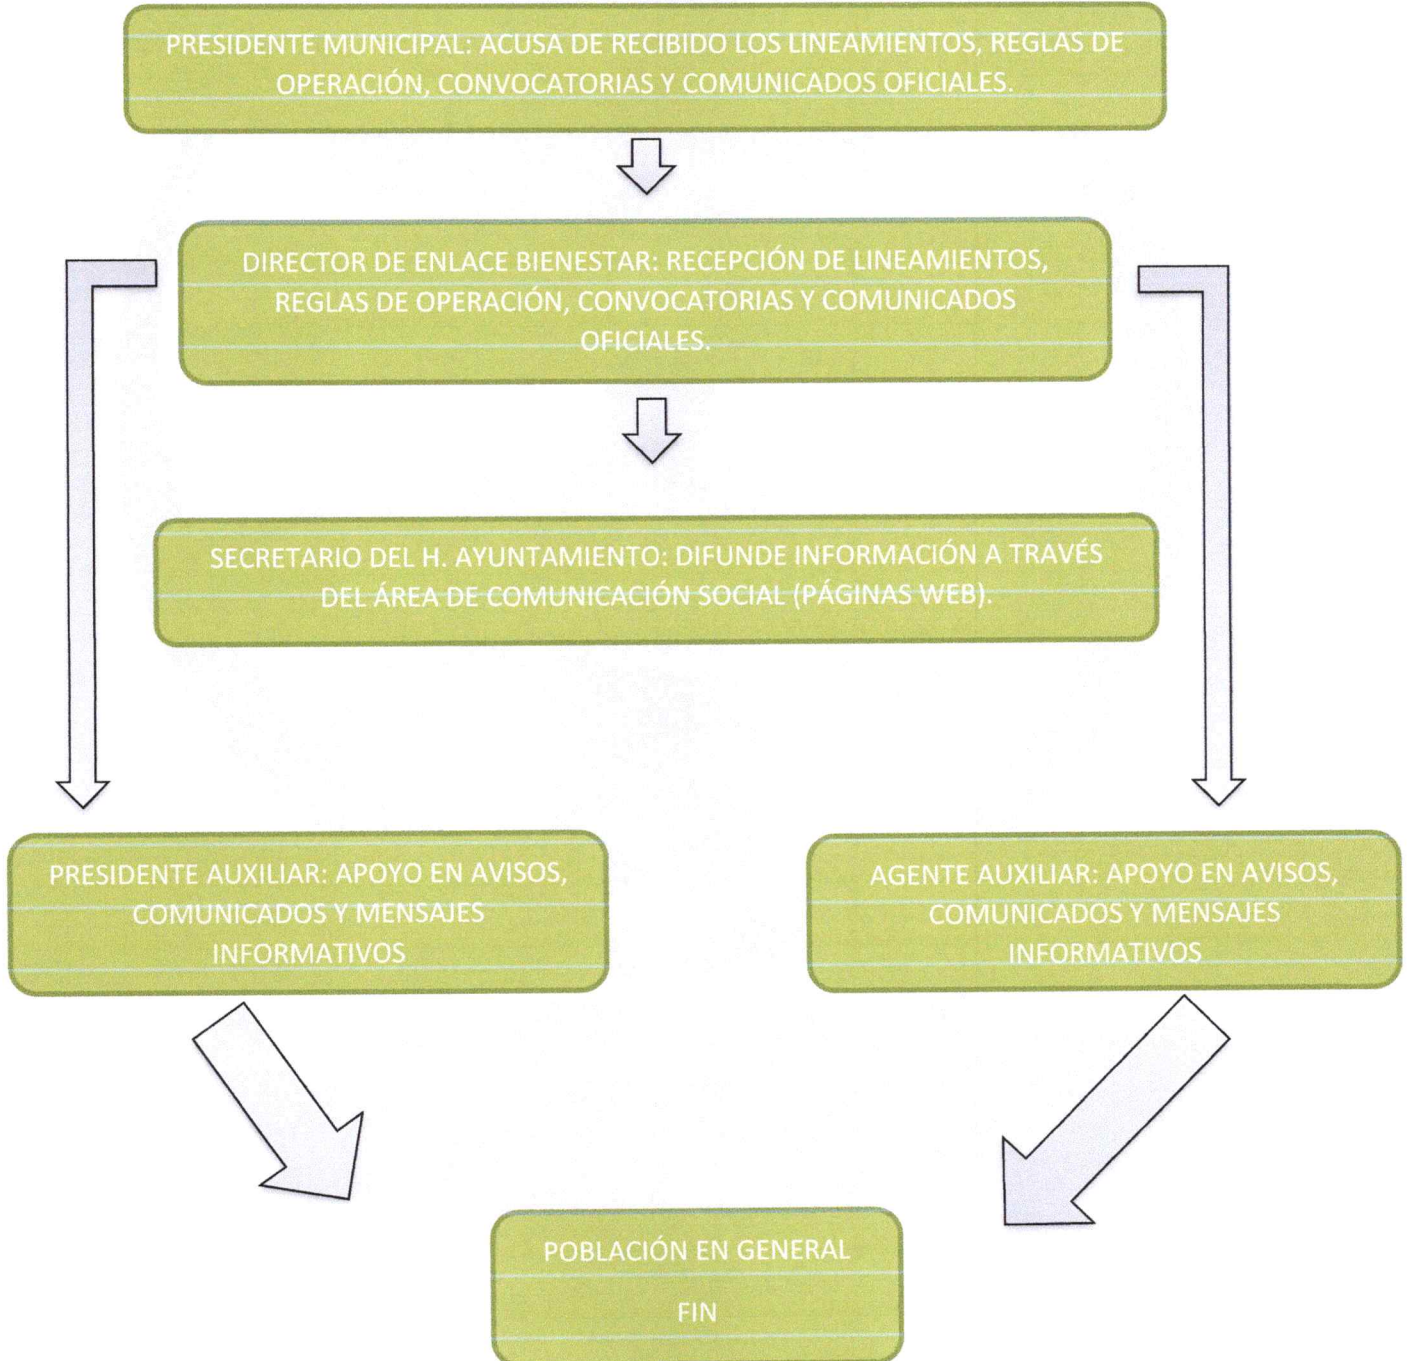 PRESIDENTE MUNICIPAL: ACUSA DE RECIBIDO LOS LINEAMIENTOS, REGLAS DE
OPERACIÓN, CONVOCATORIAS Y COMUNICADOS OFICIALES.
DIRECTOR DE ENLACE BIENESTAR: RECEPCIÓN DE LINEAMIENTOS,
REGLAS DE OPERACIÓN, CONVOCATORIAS Y COMUNICADOS
OFICIALES.
SECRETARIO DEL H. AYUNTAMIENTO: DIFUNDE INFORMACIÓN A TRAVÉS
DEL ÁREA DE COMUNICACIÓN SOCIAL (PÁGINAS WEB).
PRESIDENTE AUXILIAR: APOYO EN AVISOS,
COMUNICADOS Y MENSAJES
INFORMATIVOS
AGENTE AUXILIAR: APOYO EN AVISOS,
COMUNICADOS Y MENSAJES
INFORMATIVOS
POBLACIÓN EN GENERAL
FIN